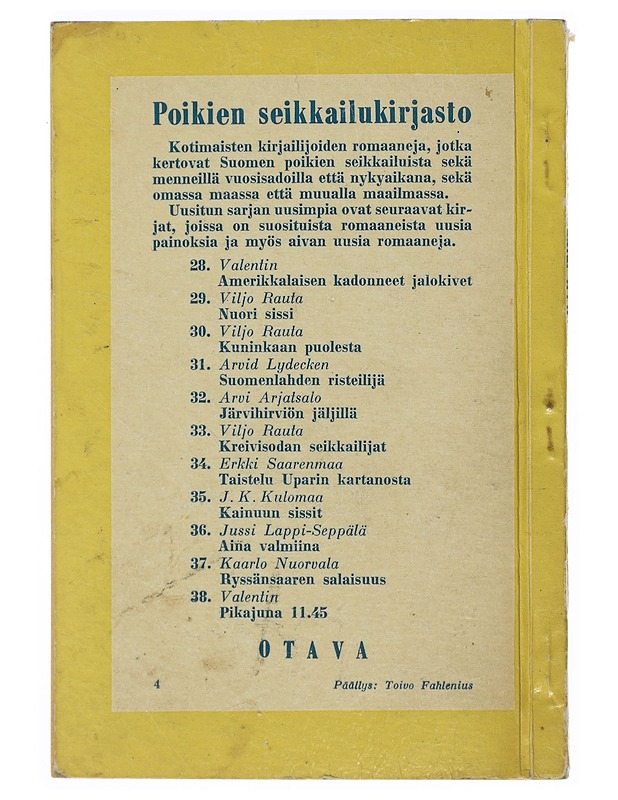 Poikien seikkailukirjasto
Kotimaisten kirjailijoiden romaaneja, jotka
kertovat Suomen poikien seikkailuista sekä
menneillä vuosisadoilla että nykyaikana, sekä
omassa maassa että muualla maailmassa.
Uusitun sarjan uusimpia ovat seuraavat kir-
jat, joissa on suosituista romaaneista uusia
painoksia ja myös aivan uusia romaaneja.
28. Valentin
Amerikkalaisen kadonneet jalokivet
29. Viljo Rauta
Nuori sissi
30. Viljo Rauta
Kuninkaan puolesta
31. Arvid Lydecken
Suomenlahden risteilijä
32. Arvi Arjatsalo
Järvihirviön jäljillä
33. Viljo Rauta
Kreivisodan seikkailijat
34. Erkki Saarenmaa
Taistelu Uparin kartanosta
35. J. K. Kulomaa
Kainuun sissit
36. Jussi Lappi-Seppälä
Aina valmiina
37. Kaarlo Nuorvala
Ryssänsaaren salaisuus
38. Valentin
Pikajuna 11.45
OTAVA
4 Päällys: Toivo Fahlenius